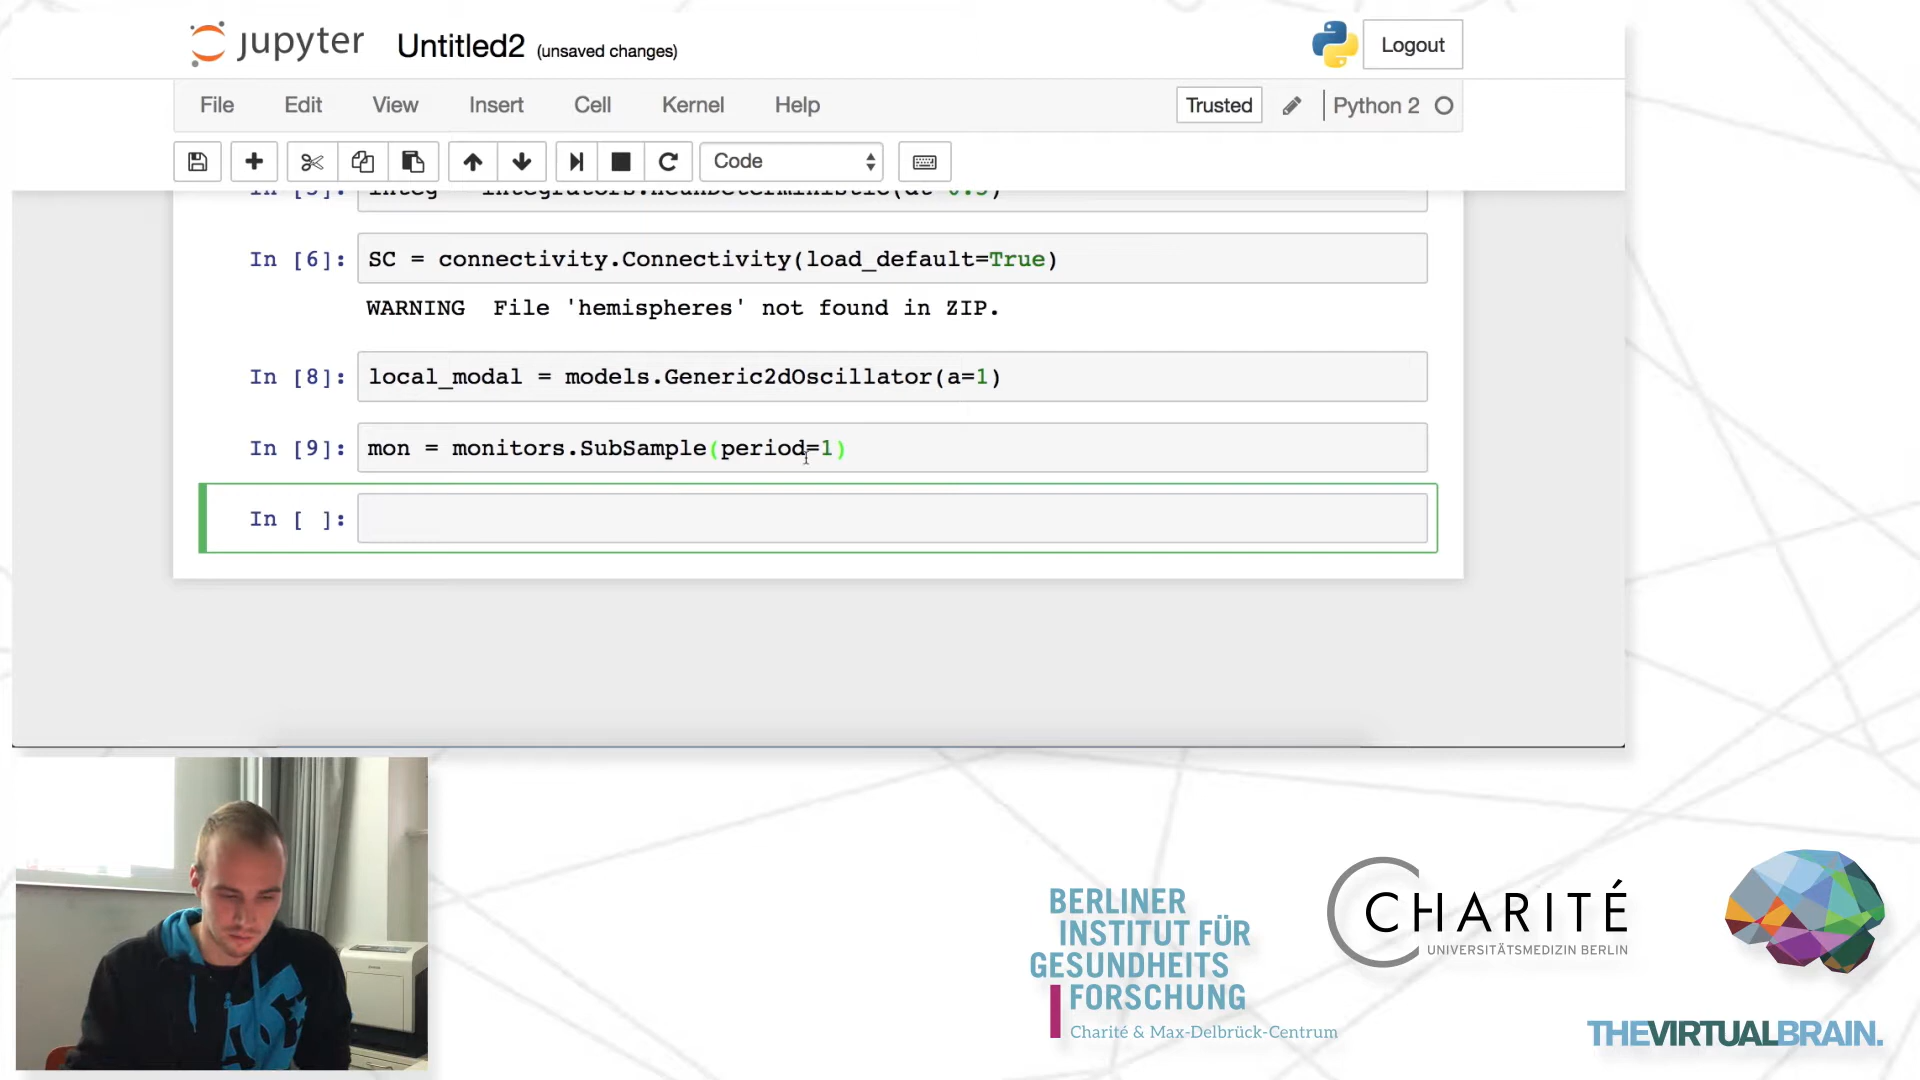 jupyter Untitled2 (unsaved changes) Logout
File Edit View Insert Cell Kernel Help Trusted Python 2
Code
In [6]: SC = connectivity.Connectivity(load_default=True)
WARNING File 'hemispheres' not found in ZIP.
In [8]: local_modal = models.Generic2dOscillator(a=1)
In [9]: mon = monitors.SubSample(period=1)
In [ ]:
BERLINER
INSTITUT FÜR
GESUNDHEITS
FORSCHUNG
Charité & Max-Delbrück-Centrum
CHARITÉ
UNIVERSITÄTSMEDIZIN BERLIN
THEVIRTUALBRAIN.